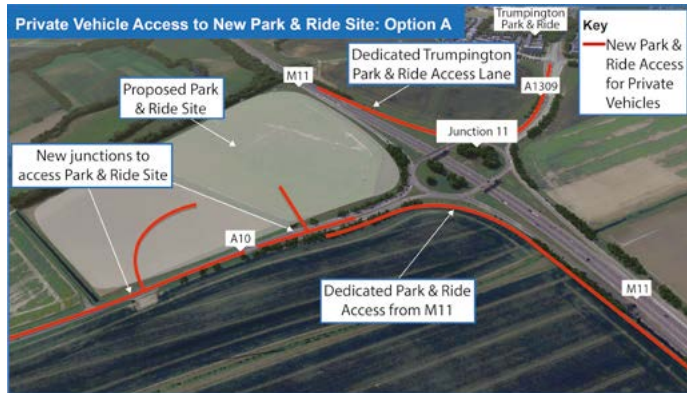 Private Vehicle Access to New Park & Ride Site: Option A
Trumpington
Park & Ride
Key
New Park &
Ride Access
for Private
Vehicles
Dedicated Trumpington
Park & Ride Access Lane
M11
A1309
Proposed Park
& Ride Site
Junction 11
New junctions to
access Park & Ride Site
A10
Dedicated Park & Ride
Access from M11
M11